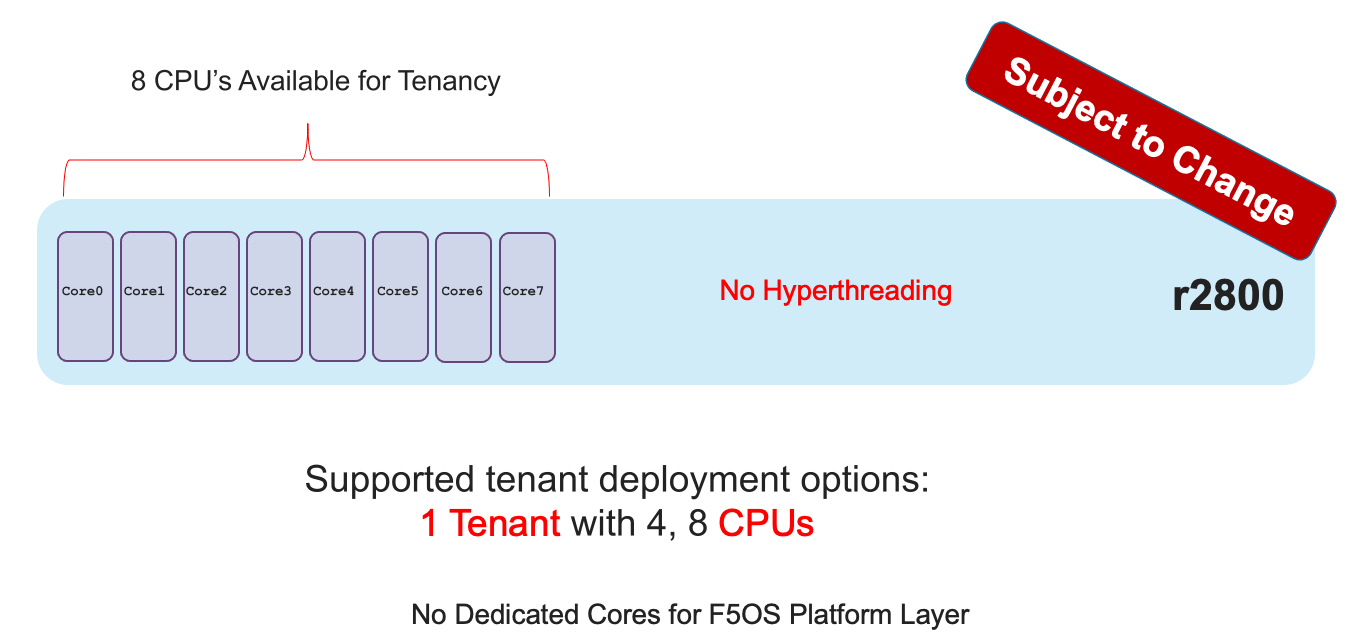 Subject to Change
8 CPU’s Available for Tenancy
Core0 Core1 Core2 Core3 Core4 Core5 Core6 Core7
No Hyperthreading
r2800
Supported tenant deployment options:
1 Tenant with 4, 8 CPUs
No Dedicated Cores for F5OS Platform Layer